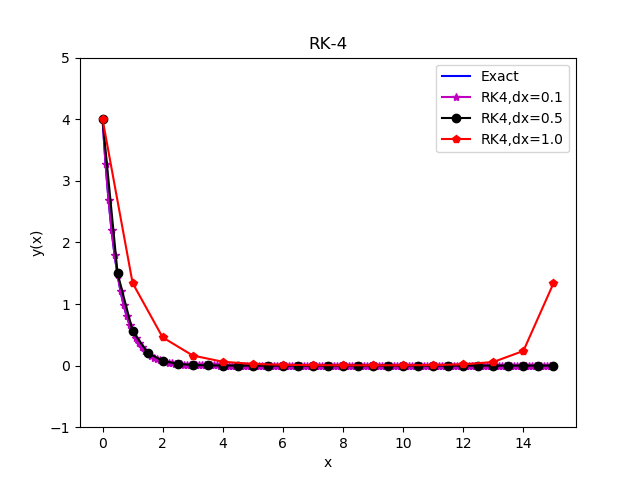 RK-4
5
4
3
2
1
0
−1
y(x)
Exact
RK4,dx=0.1
RK4,dx=0.5
RK4,dx=1.0
0 2 4 6 8 10 12 14
x